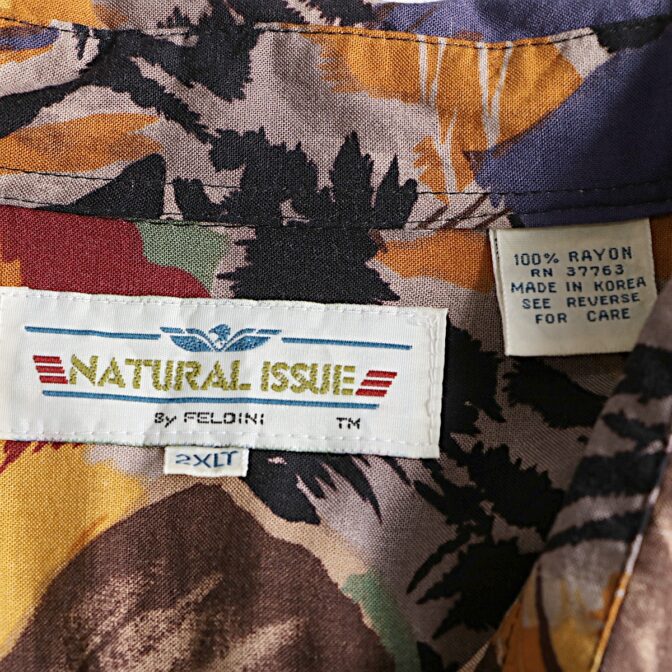 100% RAYON
RN 37763
MADE IN KOREA
SEE REVERSE
FOR CARE
NATURAL ISSUE
By FELDINI TM
2XLT